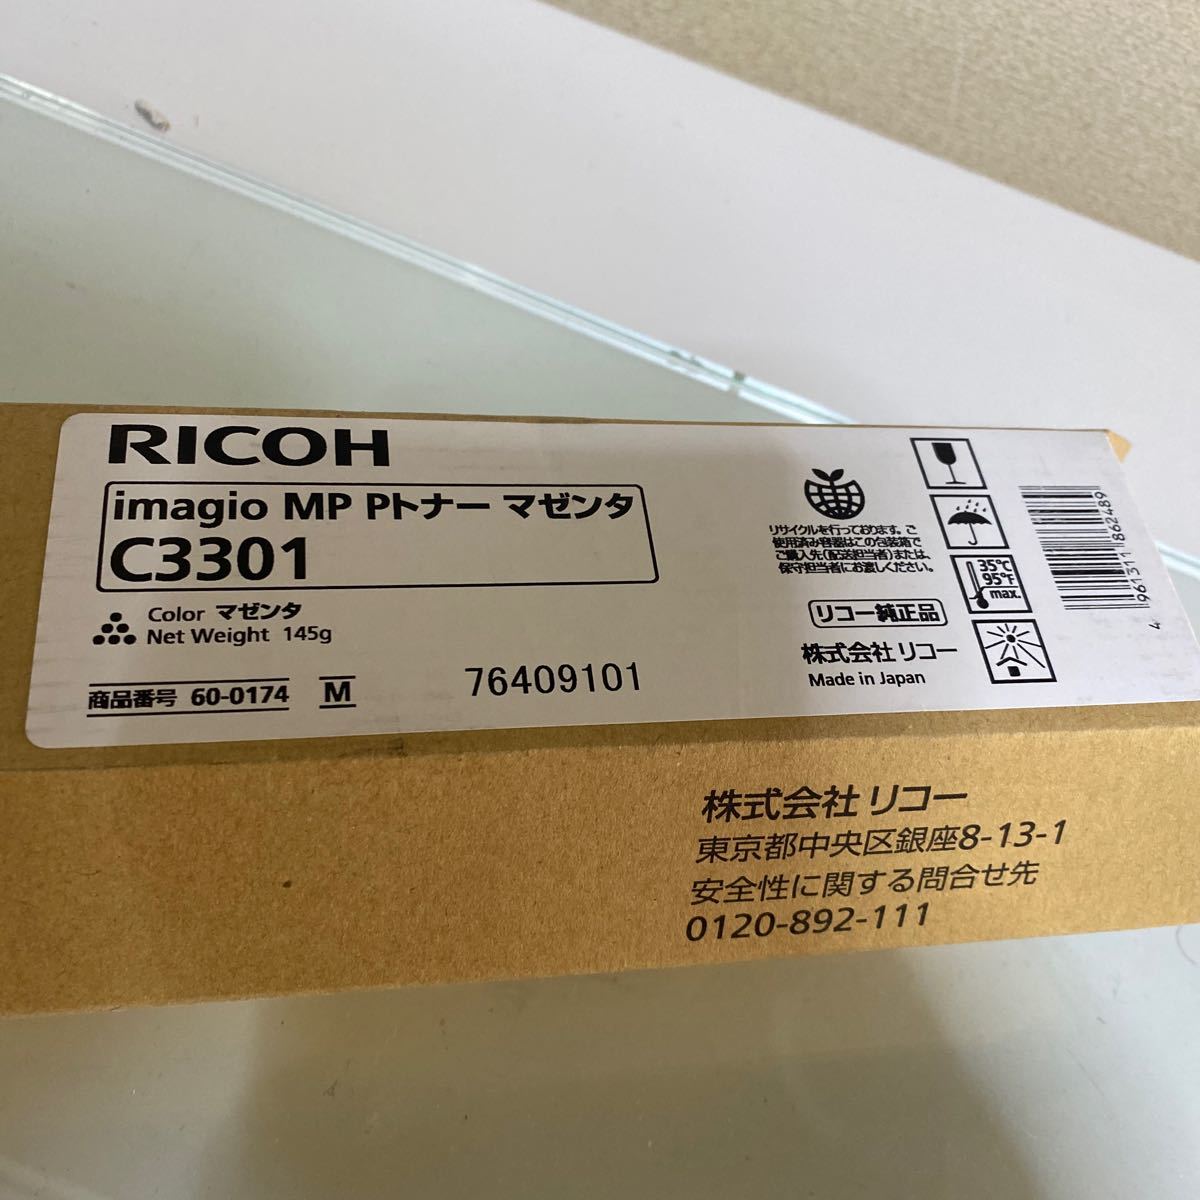 RICOH
imagio MP Pトナー マゼンタ
C3301
Color マゼンタ
Net Weight 145g
商品番号 60-0174 M
76409101
リサイクルを行っております。ご
使用済み容器はこの包装箱で
ご購入先(配送担当者)または、
保守担当者にお渡しください。
リコー純正品
株式会社 リコー
Made in Japan
35℃
95°F
max.
4 961311 862489
株式会社 リコー
東京都中央区銀座8-13-1
安全性に関する問合せ先
0120-892-111